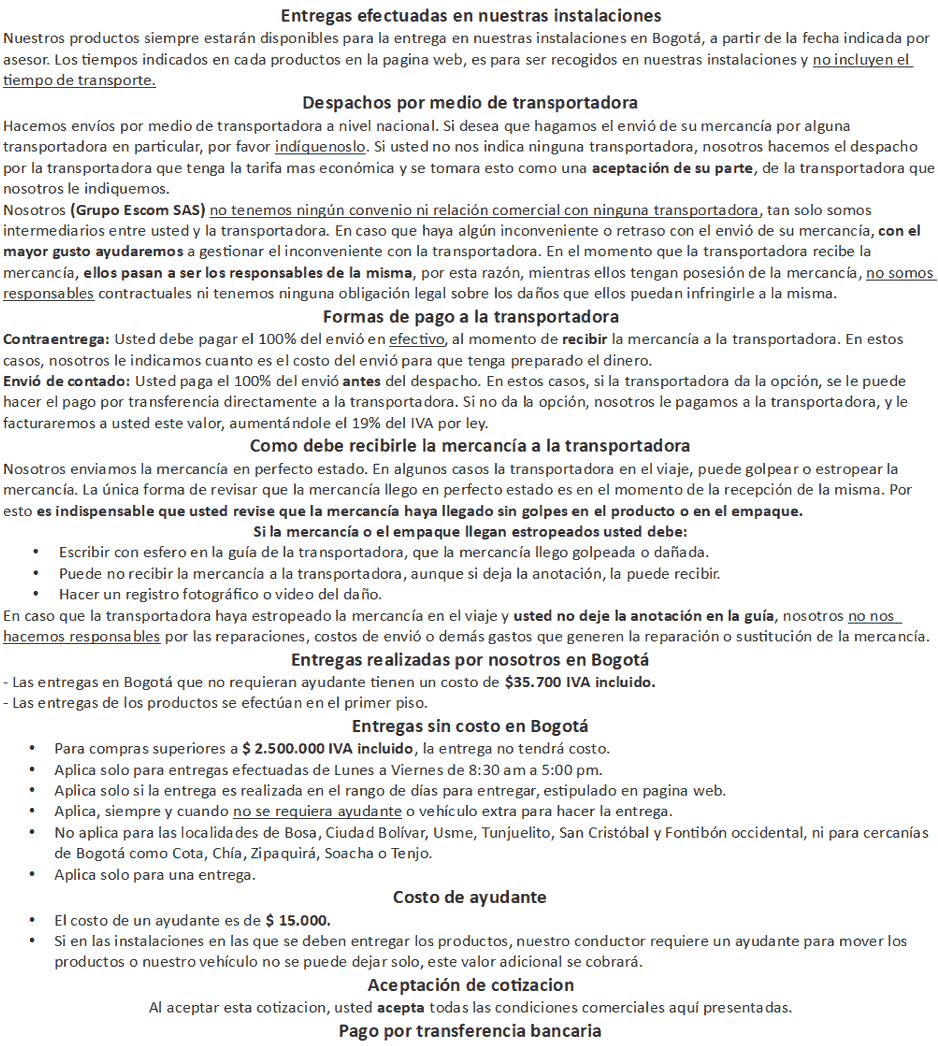 Entregas efectuadas en nuestras instalaciones
Nuestros productos siempre estarán disponibles para la entrega en nuestras instalaciones en Bogotá, a partir de la fecha indicada por
asesor. Los tiempos indicados en cada productos en la pagina web, es para ser recogidos en nuestras instalaciones y no incluyen el
tiempo de transporte.
Despachos por medio de transportadora
Hacemos envíos por medio de transportadora a nivel nacional. Si desea que hagamos el envió de su mercancía por alguna
transportadora en particular, por favor indíquenoslo. Si usted no nos indica ninguna transportadora, nosotros hacemos el despacho
por la transportadora que tenga la tarifa mas económica y se tomara esto como una aceptación de su parte, de la transportadora que
nosotros le indiquemos.
Nosotros (Grupo Escom SAS) no tenemos ningún convenio ni relación comercial con ninguna transportadora, tan solo somos
intermediarios entre usted y la transportadora. En caso que haya algún inconveniente o retraso con el envió de su mercancía, con el
mayor gusto ayudaremos a gestionar el inconveniente con la transportadora. En el momento que la transportadora recibe la
mercancía, ellos pasan a ser los responsables de la misma, por esta razón, mientras ellos tengan posesión de la mercancía, no somos
responsables contractuales ni tenemos ninguna obligación legal sobre los daños que ellos puedan infringirle a la misma.
Formas de pago a la transportadora
Contraentrega: Usted debe pagar el 100% del envió en efectivo, al momento de recibir la mercancía a la transportadora. En estos
casos, nosotros le indicamos cuanto es el costo del envió para que tenga preparado el dinero.
Envió de contado: Usted paga el 100% del envió antes del despacho. En estos casos, si la transportadora da la opción, se le puede
hacer el pago por transferencia directamente a la transportadora. Si no da la opción, nosotros le pagamos a la transportadora, y le
facturaremos a usted este valor, aumentándole el 19% del IVA por ley.
Como debe recibirle la mercancía a la transportadora
Nosotros enviamos la mercancía en perfecto estado. En algunos casos la transportadora en el viaje, puede golpear o estropear la
mercancía. La única forma de revisar que la mercancía llego en perfecto estado es en el momento de la recepción de la misma. Por
esto es indispensable que usted revise que la mercancía haya llegado sin golpes en el producto o en el empaque.
Si la mercancía o el empaque llegan estropeados usted debe:
• Escribir con esfero en la guía de la transportadora, que la mercancía llego golpeada o dañada.
• Puede no recibir la mercancía a la transportadora, aunque si deja la anotación, la puede recibir.
• Hacer un registro fotográfico o video del daño.
En caso que la transportadora haya estropeado la mercancía en el viaje y usted no deje la anotación en la guía, nosotros no nos
hacemos responsables por las reparaciones, costos de envió o demás gastos que generen la reparación o sustitución de la mercancía.
Entregas realizadas por nosotros en Bogotá
- Las entregas en Bogotá que no requieran ayudante tienen un costo de $35.700 IVA incluido.
- Las entregas de los productos se efectúan en el primer piso.
Entregas sin costo en Bogotá
• Para compras superiores a $ 2.500.000 IVA incluido, la entrega no tendrá costo.
• Aplica solo para entregas efectuadas de Lunes a Viernes de 8:30 am a 5:00 pm.
• Aplica solo si la entrega es realizada en el rango de días para entregar, estipulado en pagina web.
• Aplica, siempre y cuando no se requiera ayudante o vehículo extra para hacer la entrega.
• No aplica para las localidades de Bosa, Ciudad Bolívar, Usme, Tunjuelito, San Cristóbal y Fontibón occidental, ni para cercanías
de Bogotá como Cota, Chía, Zipaquirá, Soacha o Tenjo.
• Aplica solo para una entrega.
Costo de ayudante
• El costo de un ayudante es de $ 15.000.
• Si en las instalaciones en las que se deben entregar los productos, nuestro conductor requiere un ayudante para mover los
productos o nuestro vehículo no se puede dejar solo, este valor adicional se cobrará.
Aceptación de cotizacion
Al aceptar esta cotizacion, usted acepta todas las condiciones comerciales aquí presentadas.
Pago por transferencia bancaria